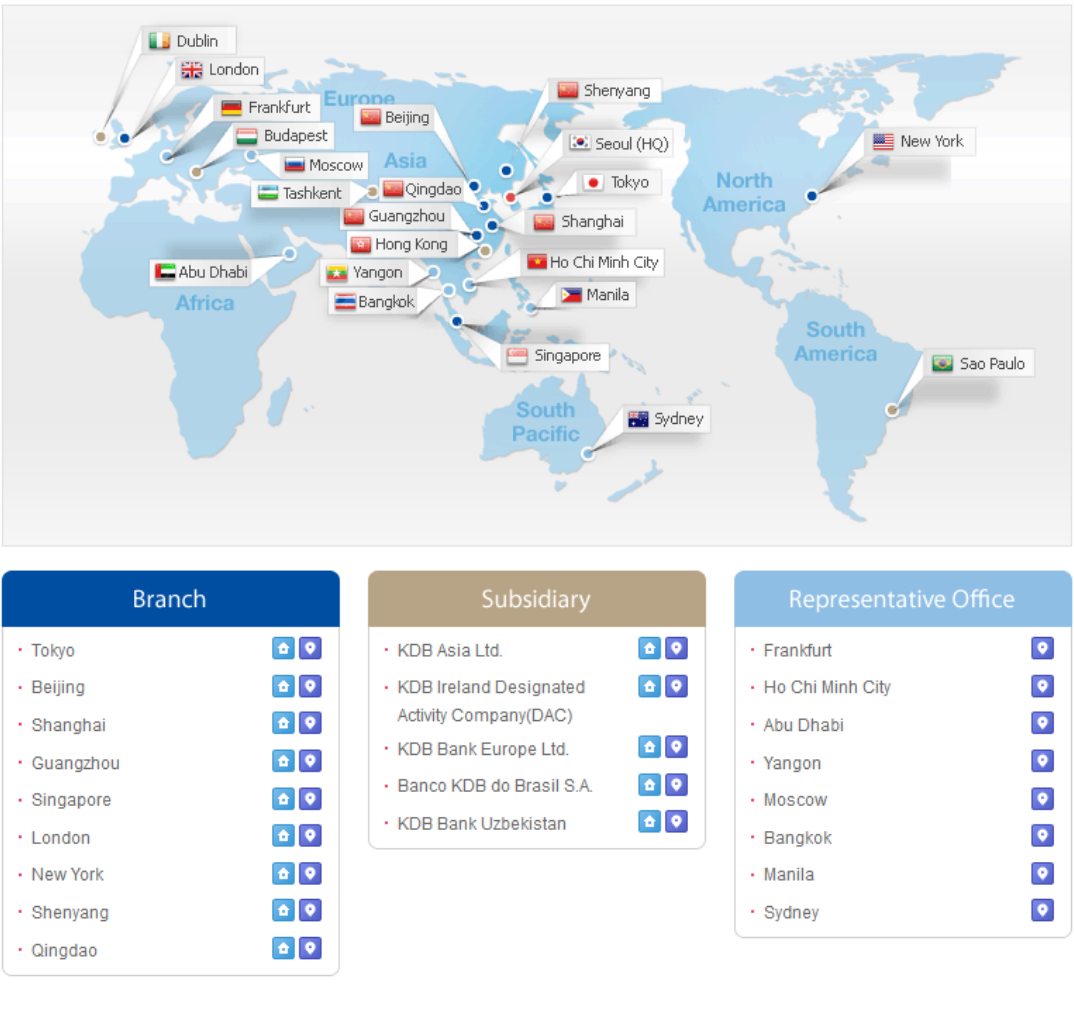 Dublin
London
Europe
Frankfurt
Beijing
Shenyang
Budapest
Seoul (HQ)
New York
Moscow
Asia
Tashkent
Qingdao
Tokyo
North
America
Guangzhou
Shanghai
Hong Kong
Abu Dhabi
Yangon
Ho Chi Minh City
Africa
Bangkok
Manila
South
America
Singapore
Sao Paulo
South
Pacific
Sydney
Branch
Tokyo
Beijing
Shanghai
Guangzhou
Singapore
London
New York
Shenyang
Qingdao
Subsidiary
KDB Asia Ltd.
KDB Ireland Designated
Activity Company(DAC)
KDB Bank Europe Ltd.
Banco KDB do Brasil S.A.
KDB Bank Uzbekistan
Representative Office
Frankfurt
Ho Chi Minh City
Abu Dhabi
Yangon
Moscow
Bangkok
Manila
Sydney